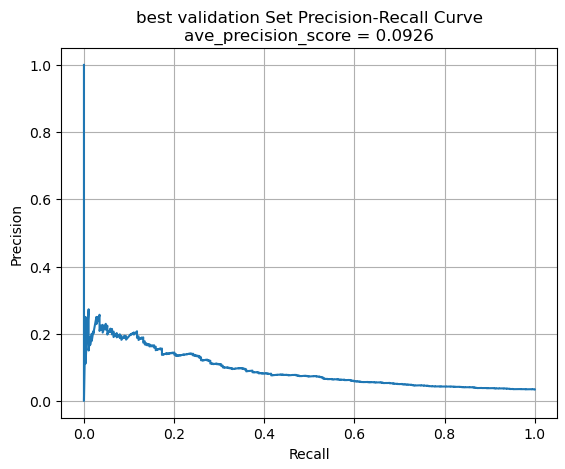 best validation Set Precision-Recall Curve
ave_precision_score = 0.0926
1.0
0.8
0.6
0.4
0.2
0.0
Precision
0.0 0.2 0.4 0.6 0.8 1.0
Recall